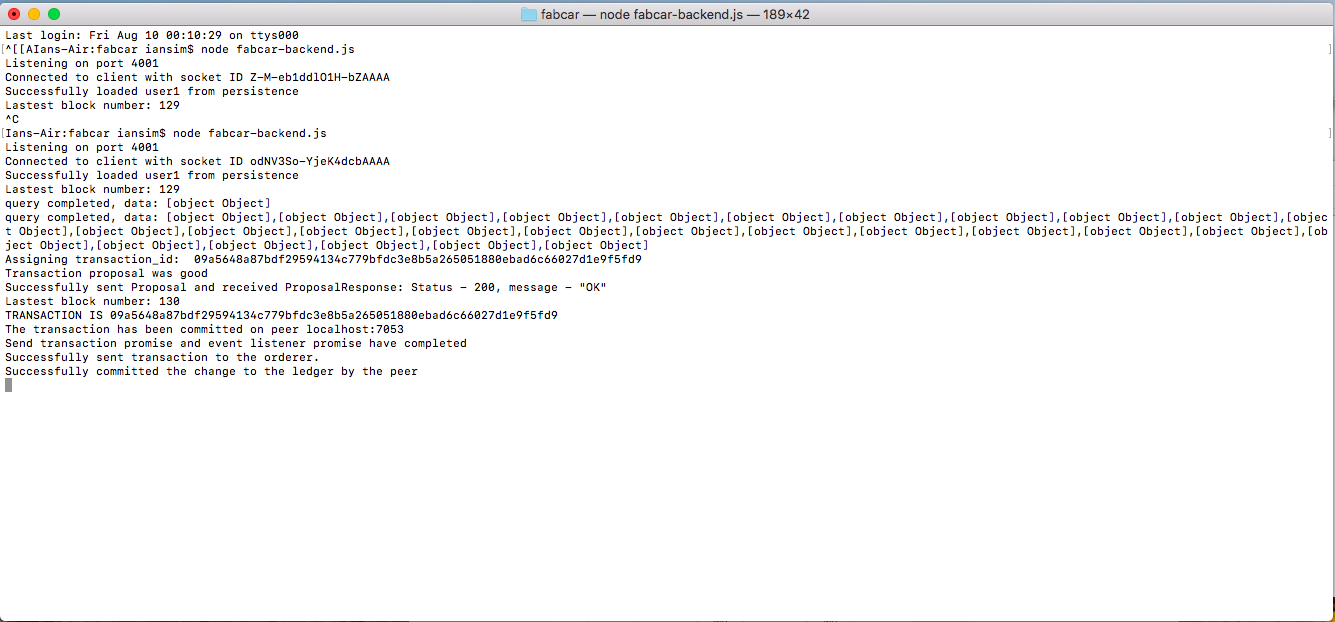 fabcar — node fabcar-backend.js — 189×42
Last login: Fri Aug 10 00:10:29 on ttys000
[^[[AIans-Air:fabcar iansim$ node fabcar-backend.js ]
Listening on port 4001
Connected to client with socket ID Z-M-eb1ddlO1H-bZAAAA
Successfully loaded user1 from persistence
Lastest block number: 129
^C
[Ians-Air:fabcar iansim$ node fabcar-backend.js ]
Listening on port 4001
Connected to client with socket ID odNV3So-YjeK4dcbAAAA
Successfully loaded user1 from persistence
Lastest block number: 129
query completed, data: [object Object]
query completed, data: [object Object],[object Object],[object Object],[object Object],[object Object],[object Object],[object Object],[object Object],[object Object],[object Object],[objec
t Object],[object Object],[object Object],[object Object],[object Object],[object Object],[object Object],[object Object],[object Object],[object Object],[object Object],[object Object],[ob
ject Object],[object Object],[object Object],[object Object],[object Object],[object Object]
Assigning transaction_id:  09a5648a87bdf29594134c779bfdc3e8b5a265051880ebad6c66027d1e9f5fd9
Transaction proposal was good
Successfully sent Proposal and received ProposalResponse: Status - 200, message - "OK"
Lastest block number: 130
TRANSACTION IS 09a5648a87bdf29594134c779bfdc3e8b5a265051880ebad6c66027d1e9f5fd9
The transaction has been committed on peer localhost:7053
Send transaction promise and event listener promise have completed
Successfully sent transaction to the orderer.
Successfully committed the change to the ledger by the peer